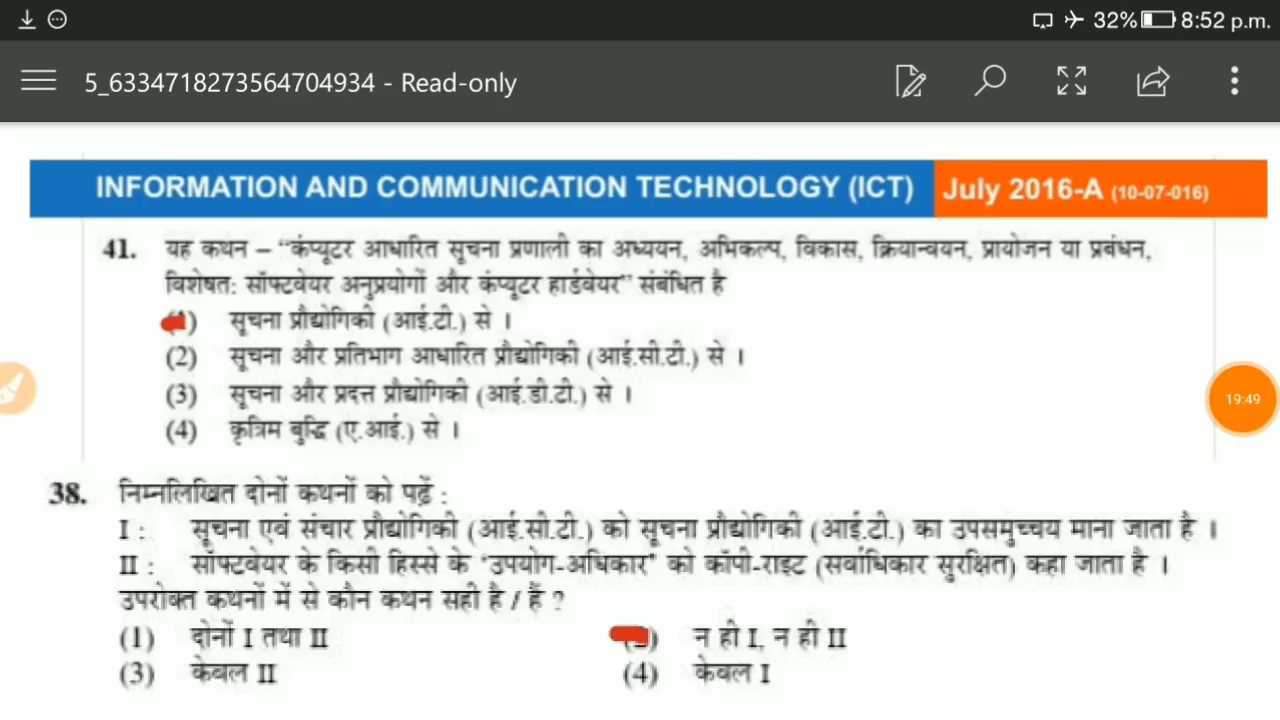 32% 8:52 p.m.
5_6334718273564704934 - Read-only
INFORMATION AND COMMUNICATION TECHNOLOGY (ICT) July 2016-A (10-07-016)
41. यह कथन – “कंप्यूटर आधारित सूचना प्रणाली का अध्ययन, अभिकल्प, विकास, क्रियान्वयन, प्रायोजन या प्रबंधन,
विशेषत: सॉफ्टवेयर अनुप्रयोगों और कंप्यूटर हार्डवेयर” संबंधित है
सूचना प्रौद्योगिकी (आई.टी.) से ।
(2) सूचना और प्रतिभाग आधारित प्रौद्योगिकी (आई.सी.टी.) से ।
(3) सूचना और प्रदत्त प्रौद्योगिकी (आई.डी.टी.) से ।
19:49
(4) कृत्रिम बुद्धि (ए.आई.) से ।
38. निम्नलिखित दोनों कथनों को पढ़ें :
I : सूचना एवं संचार प्रौद्योगिकी (आई.सी.टी.) को सूचना प्रौद्योगिकी (आई.टी.) का उपसमुच्चय माना जाता है ।
II : सॉफ्टवेयर के किसी हिस्से के ‘उपयोग-अधिकार’ को कॉपी-राइट (सर्वाधिकार सुरक्षित) कहा जाता है ।
उपरोक्त कथनों में से कौन कथन सही है / हैं ?
(1) दोनों I तथा II न ही I, न ही II
(3) केवल II (4) केवल I